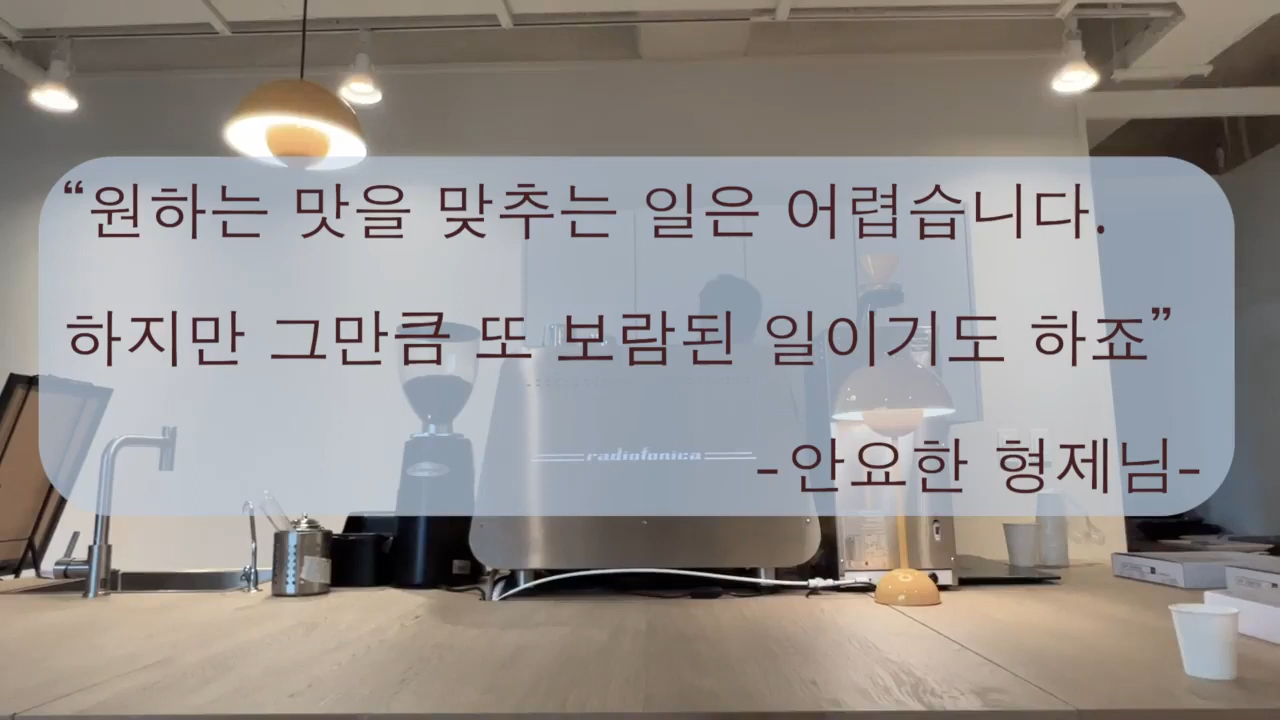 “원하는 맛을 맞추는 일은 어렵습니다.
하지만 그만큼 또 보람된 일이기도 하죠”
-안요한 형제님-
radiofonica